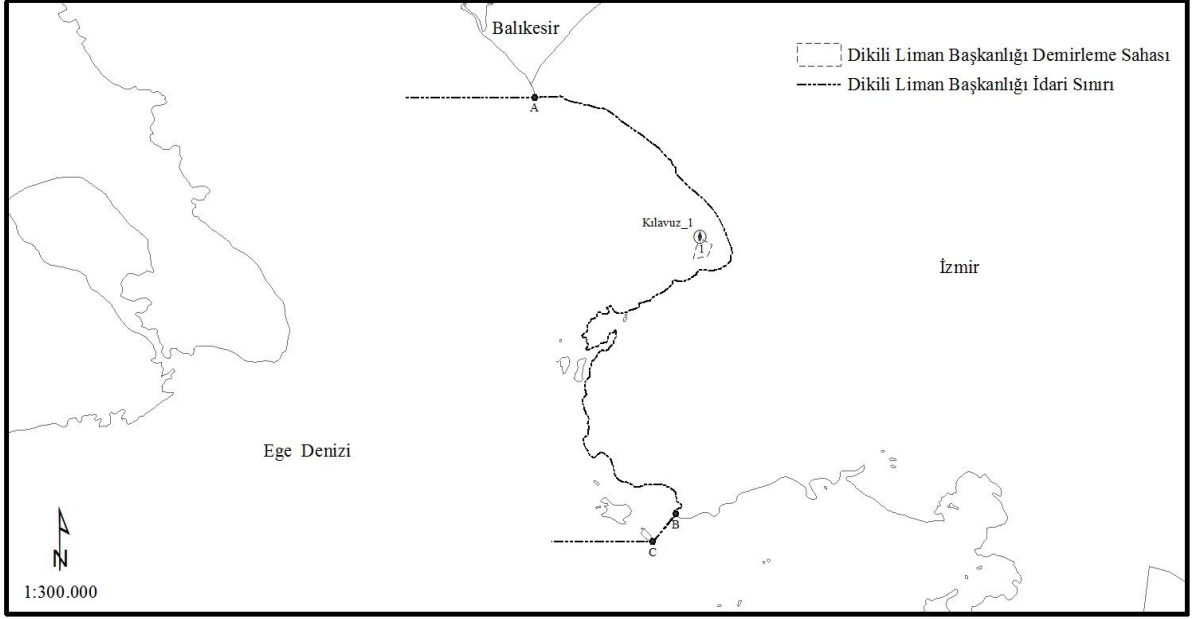 Balıkesir
Dikili Liman Başkanlığı Demirleme Sahası
Dikili Liman Başkanlığı İdari Sınırı
A
Kılavuz_1
1
İzmir
Ege Denizi
B
C
N
1:300.000